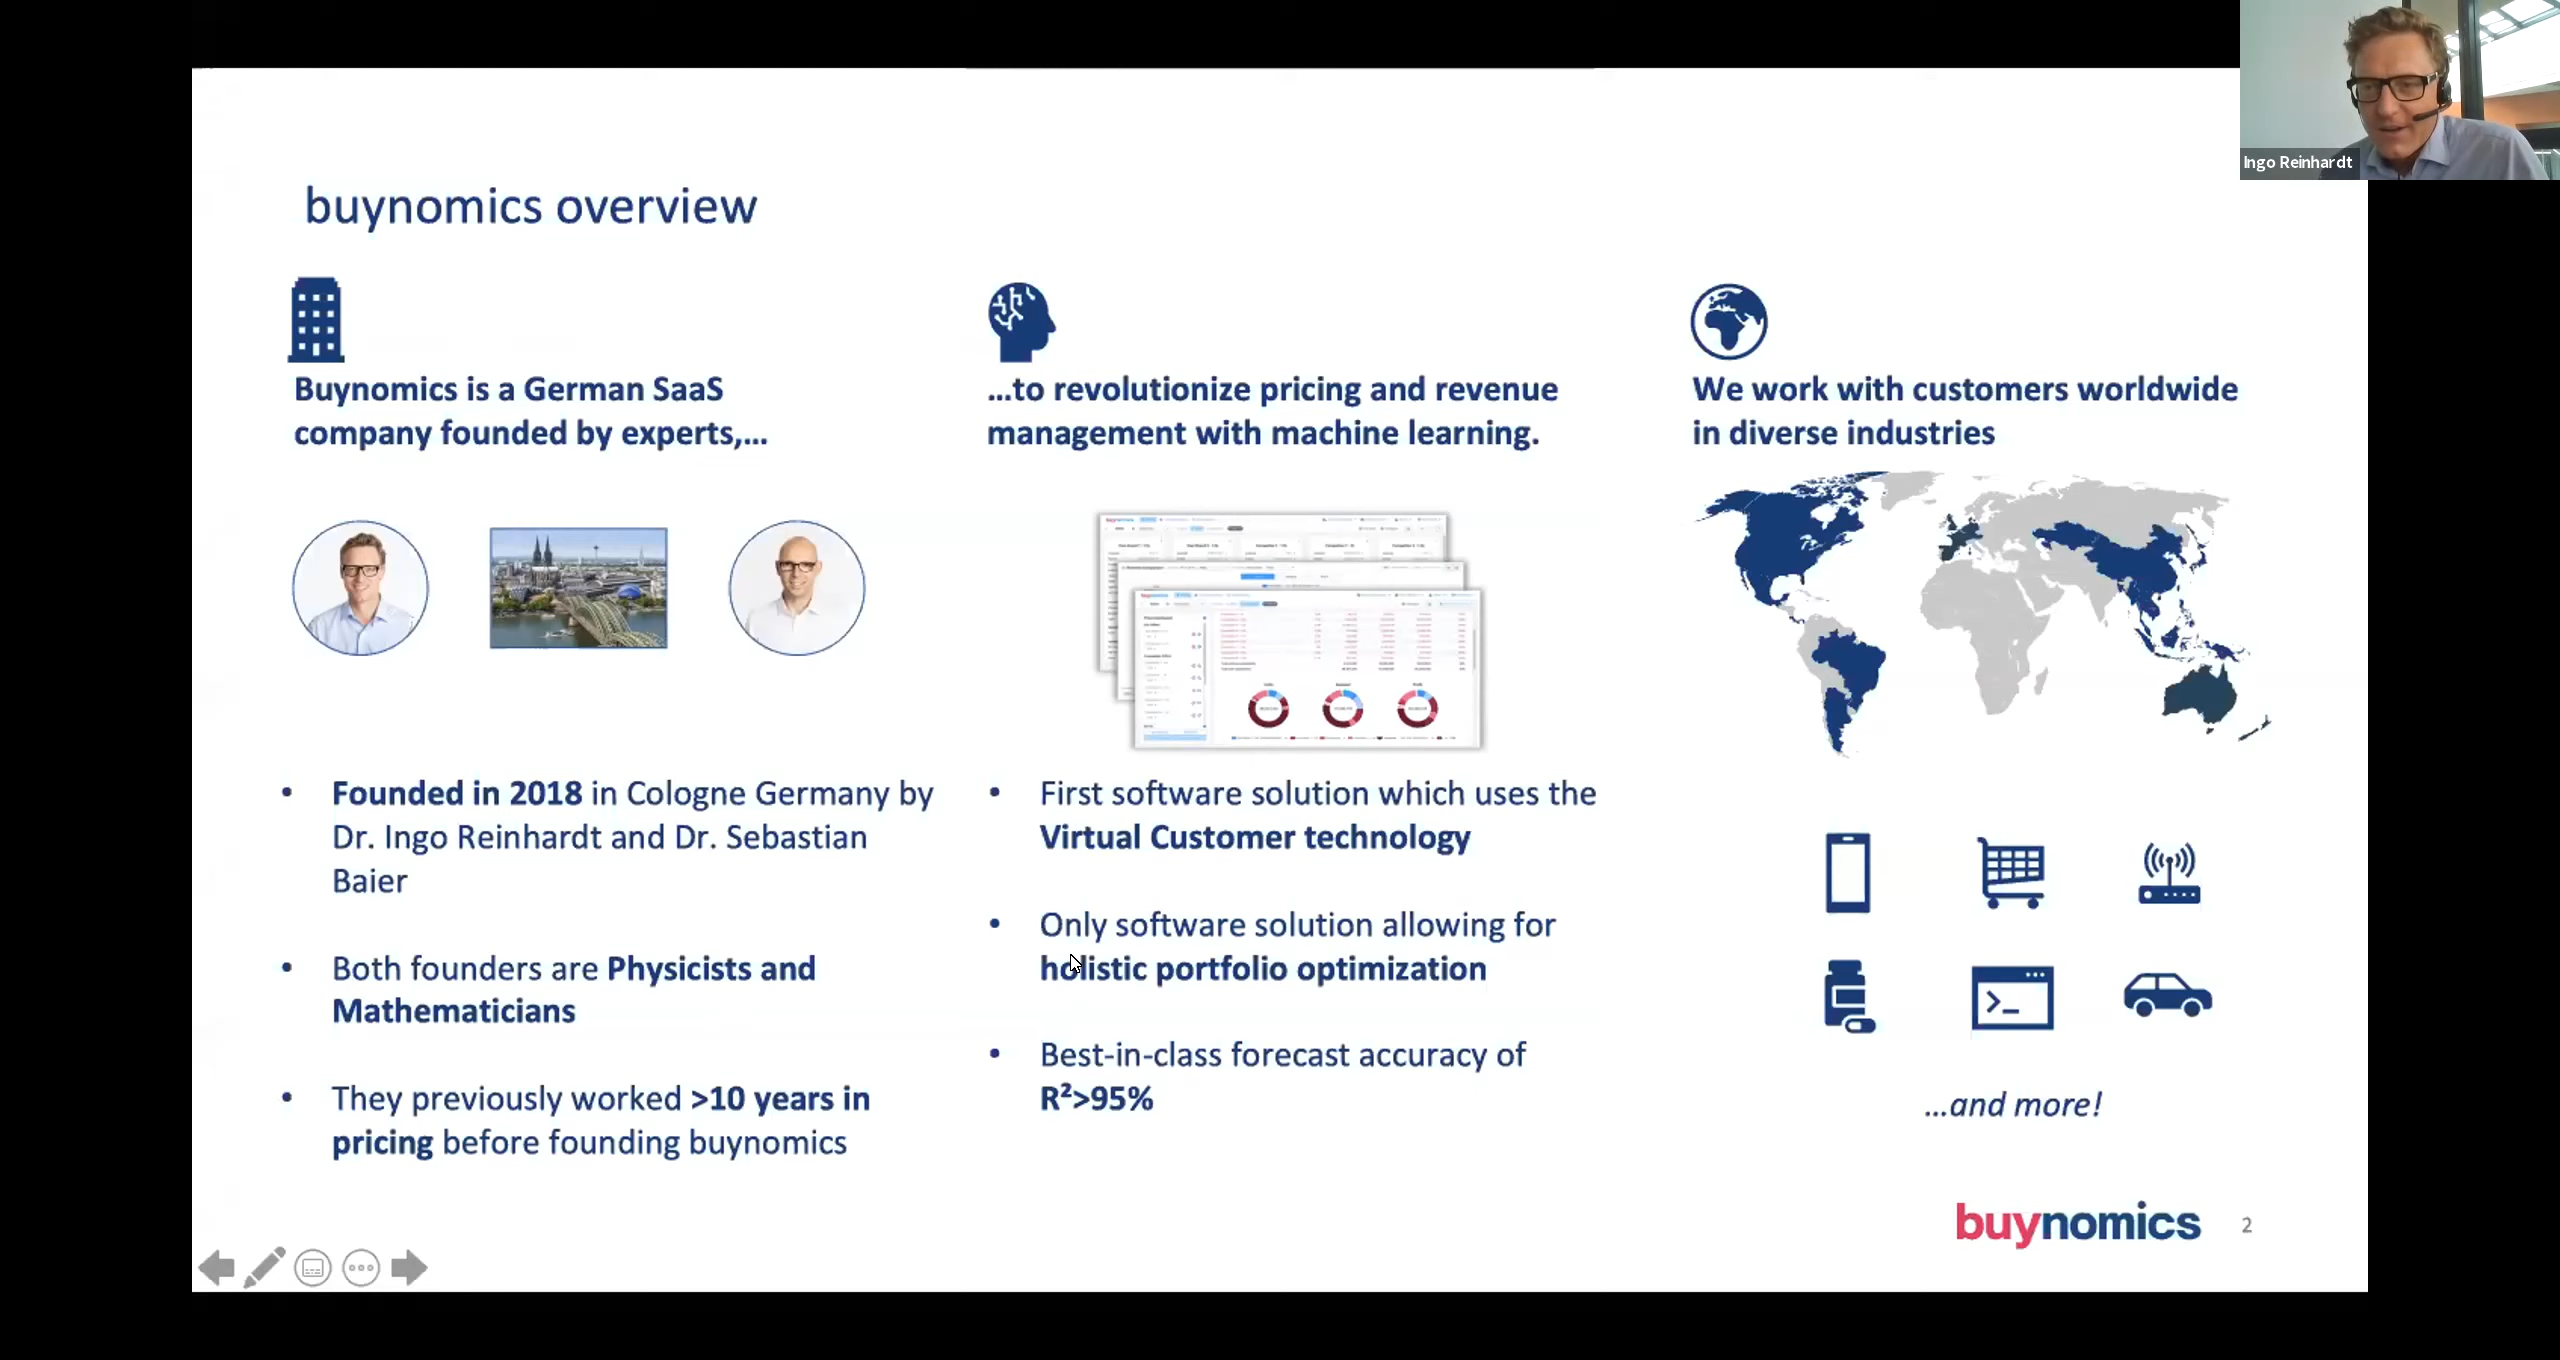 Ingo Reinhardt
buynomics overview
Buynomics is a German SaaS
company founded by experts,...
...to revolutionize pricing and revenue
management with machine learning.
We work with customers worldwide
in diverse industries
• Founded in 2018 in Cologne Germany by
Dr. Ingo Reinhardt and Dr. Sebastian
Baier
• Both founders are Physicists and
Mathematicians
• They previously worked >10 years in
pricing before founding buynomics
• First software solution which uses the
Virtual Customer technology
• Only software solution allowing for
holistic portfolio optimization
• Best-in-class forecast accuracy of
R²>95%
...and more!
buynomics 2